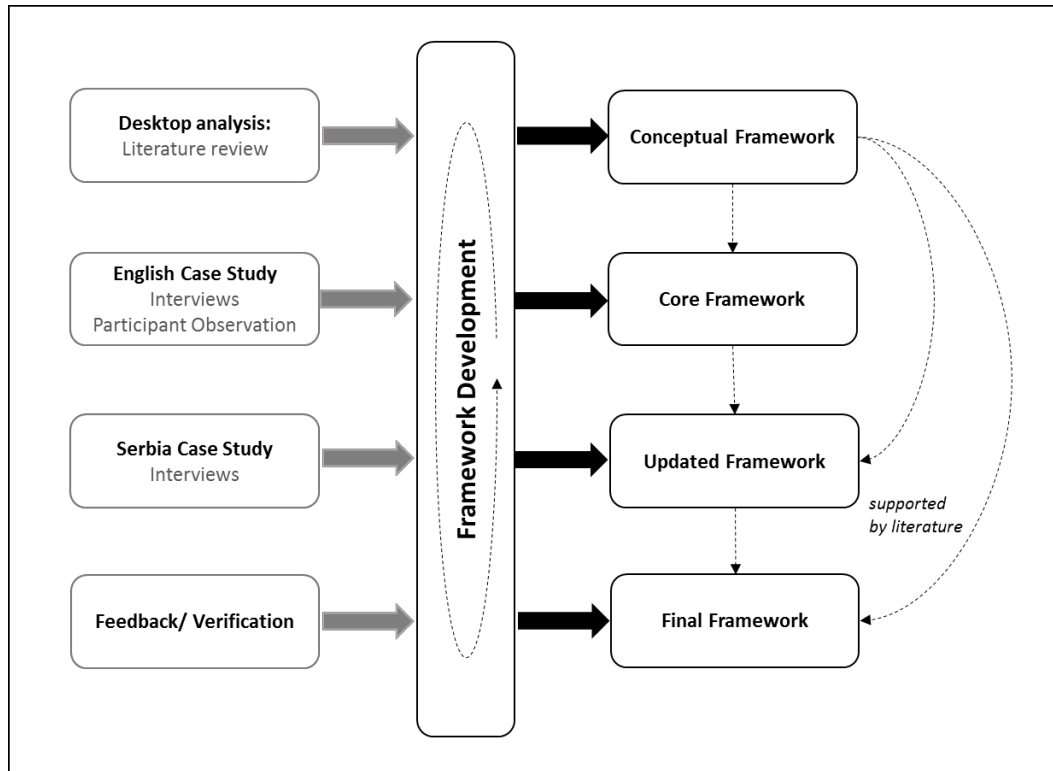 Desktop analysis:
Literature review
English Case Study
Interviews
Participant Observation
Serbia Case Study
Interviews
Feedback/ Verification
Framework Development
Conceptual Framework
Core Framework
Updated Framework
Final Framework
supported
by literature